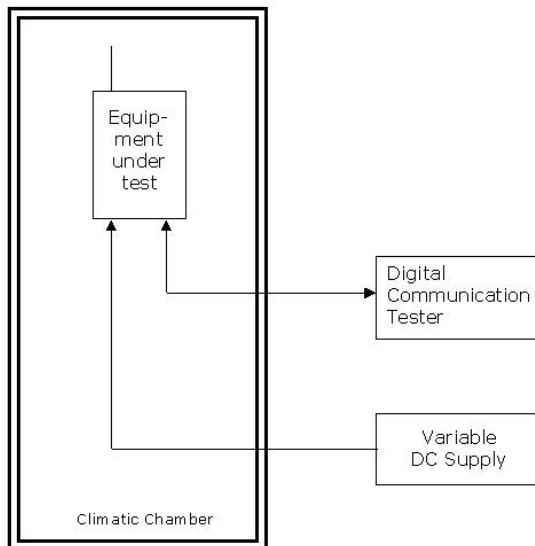 Equip-
ment
under
test
Digital
Communication
Tester
Variable
DC Supply
Climatic Chamber